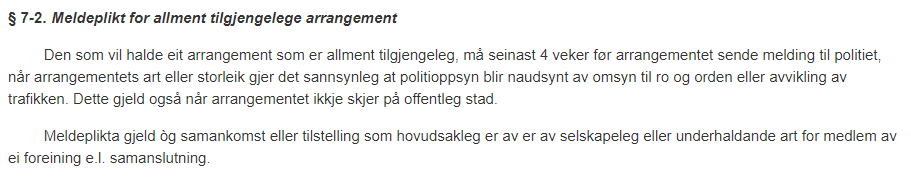 § 7-2. Meldeplikt for allment tilgjengelege arrangement
Den som vil halde eit arrangement som er allment tilgjengeleg, må seinast 4 veker før arrangementet sende melding til politiet,
når arrangementets art eller storleik gjer det sannsynleg at politioppsyn blir naudsynt av omsyn til ro og orden eller avvikling av
trafikken. Dette gjeld også når arrangementet ikkje skjer på offentleg stad.
Meldeplikta gjeld òg samankomst eller tilstelling som hovudsakleg er av er av selskapeleg eller underhaldande art for medlem av
ei foreining e.l. samanslutning.